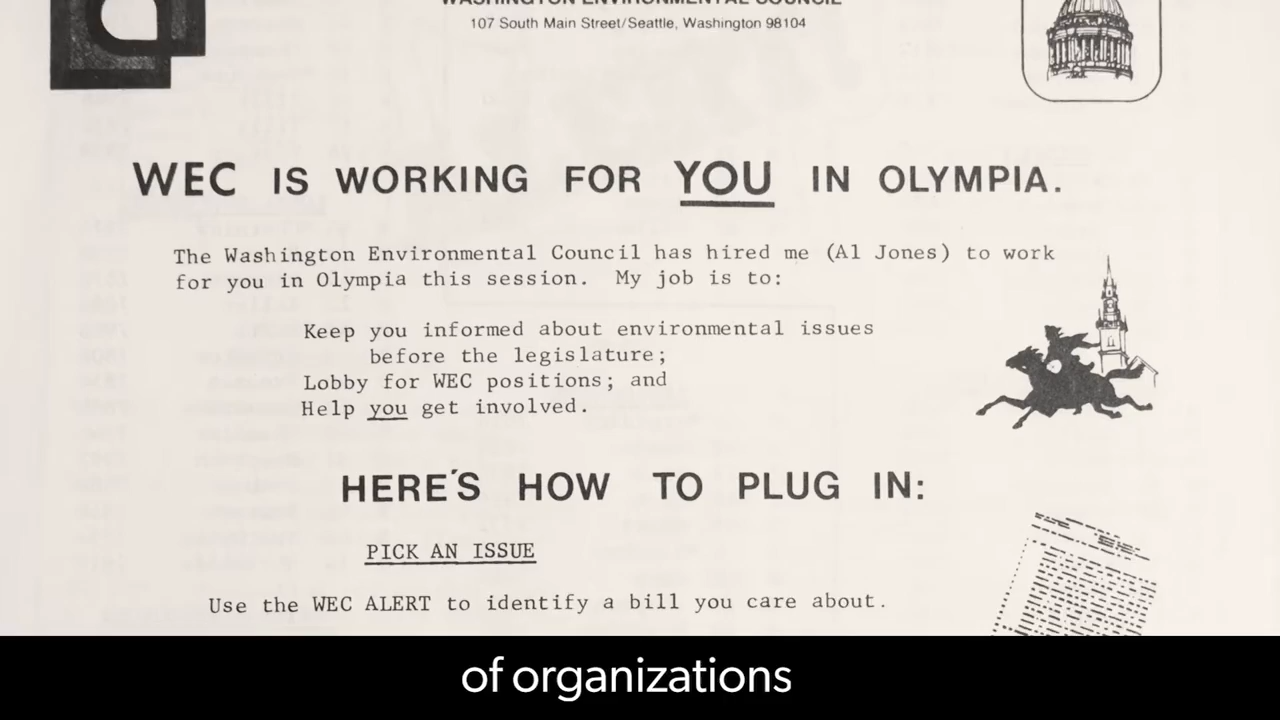 WASHINGTON ENVIRONMENTAL COUNCIL
107 South Main Street/Seattle, Washington 98104
WEC IS WORKING FOR YOU IN OLYMPIA.
The Washington Environmental Council has hired me (Al Jones) to work
for you in Olympia this session. My job is to:
Keep you informed about environmental issues
before the legislature;
Lobby for WEC positions; and
Help you get involved.
HERE'S HOW TO PLUG IN:
PICK AN ISSUE
Use the WEC ALERT to identify a bill you care about.
of organizations